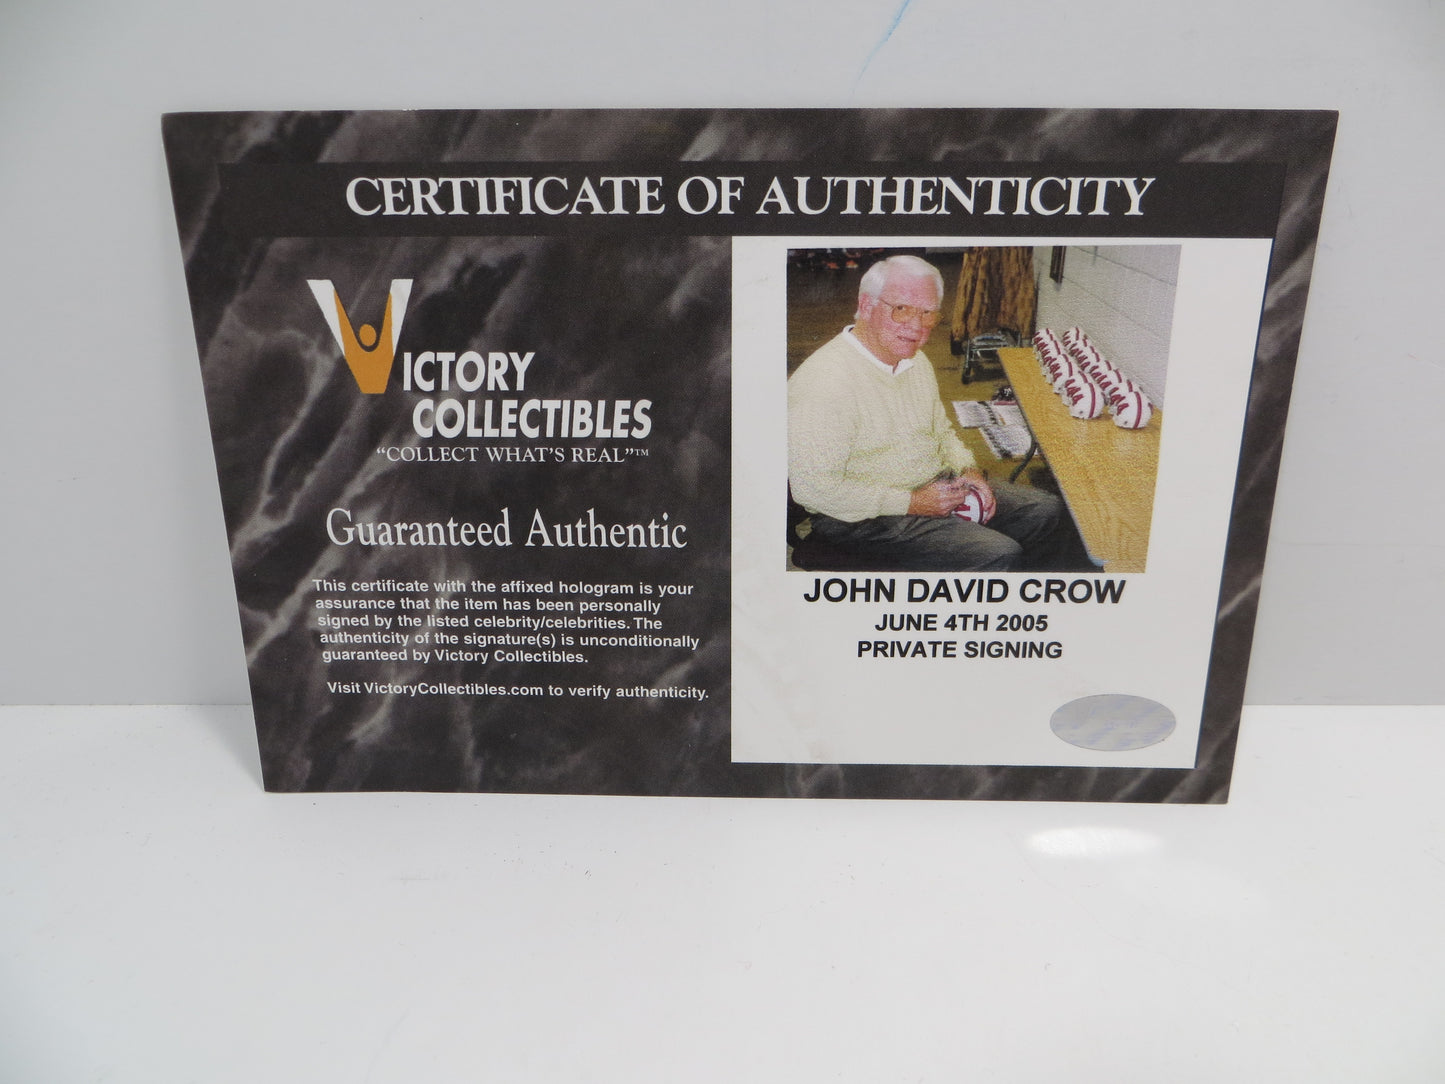 CERTIFICATE OF AUTHENTICITY
VICTORY
COLLECTIBLES
“COLLECT WHAT'S REAL”™
Guaranteed Authentic
This certificate with the affixed hologram is your
assurance that the item has been personally
signed by the listed celebrity/celebrities. The
authenticity of the signature(s) is unconditionally
guaranteed by Victory Collectibles.
Visit VictoryCollectibles.com to verify authenticity.
JOHN DAVID CROW
JUNE 4TH 2005
PRIVATE SIGNING